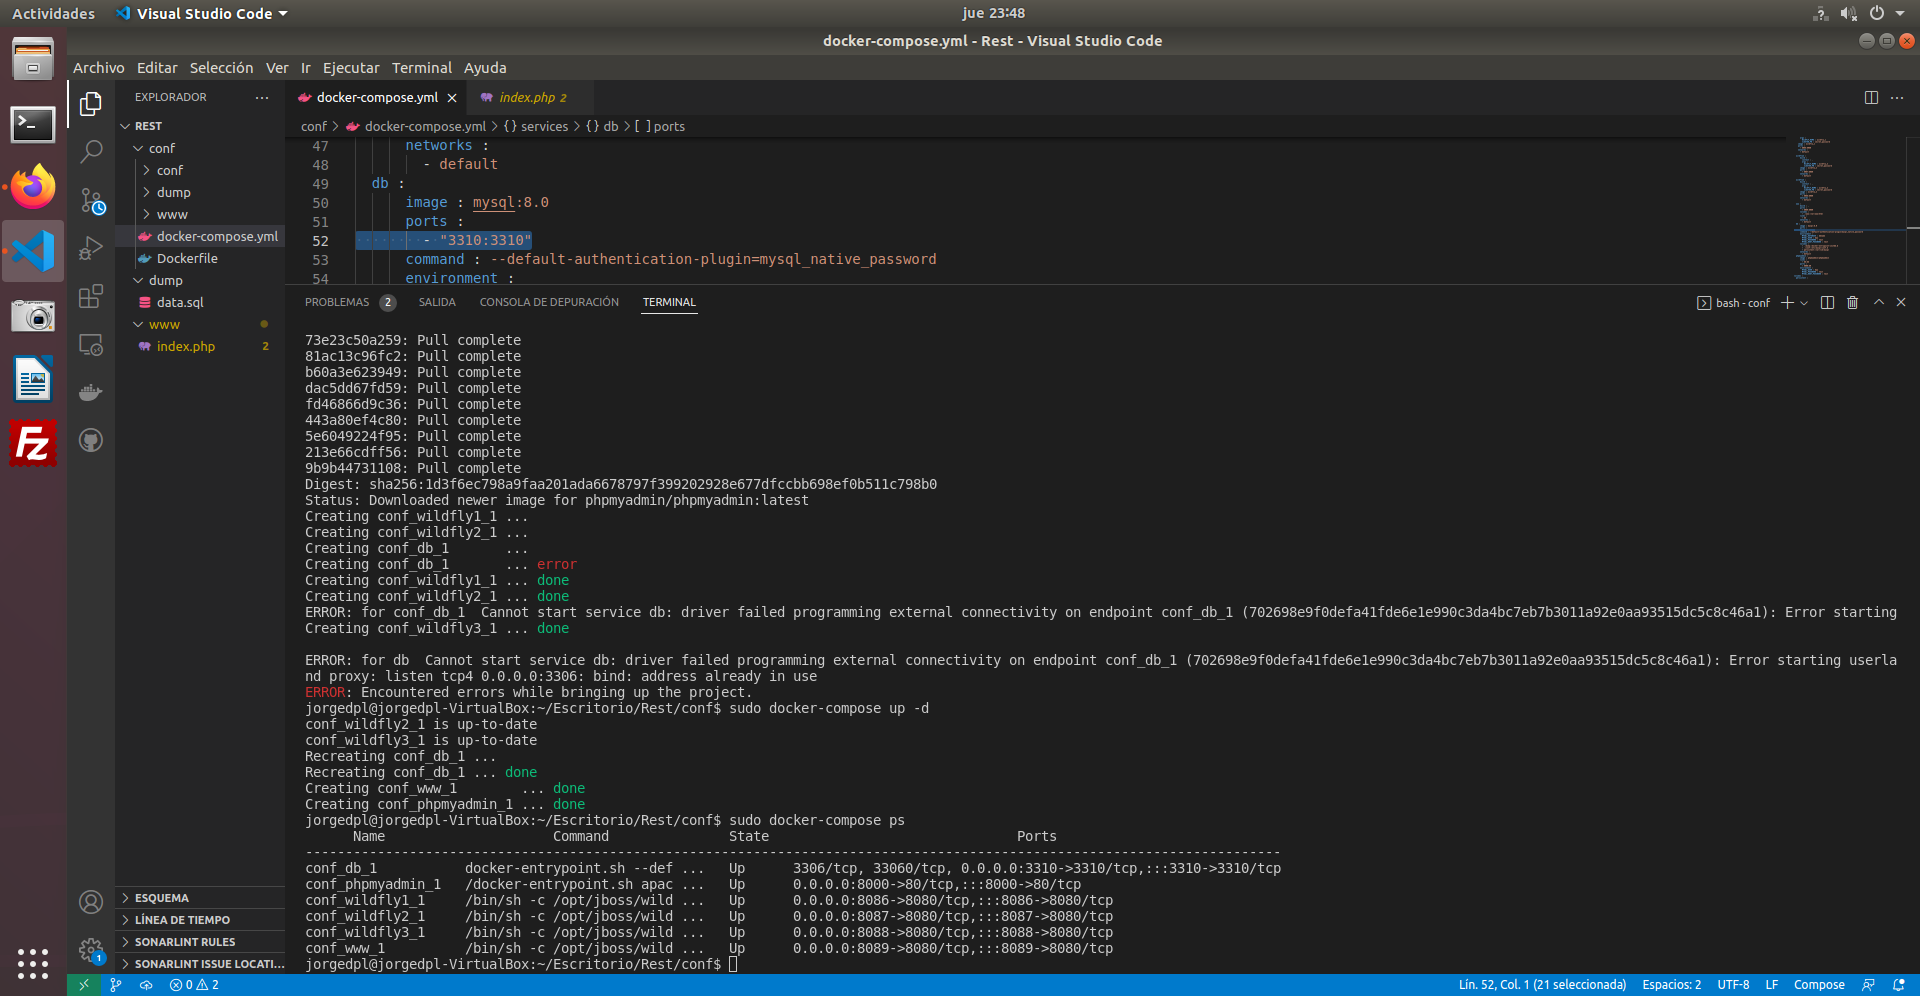 Actividades
Visual Studio Code
jue 23:48
docker-compose.yml - Rest - Visual Studio Code
Archivo Editar Selección Ver Ir Ejecutar Terminal Ayuda
EXPLORADOR
REST
conf
conf
dump
www
docker-compose.yml
Dockerfile
dump
data.sql
www
index.php 2
ESQUEMA
LÍNEA DE TIEMPO
SONARLINT RULES
SONARLINT ISSUE LOCATI...
docker-compose.yml
index.php 2
conf > docker-compose.yml > {} services > {} db > [ ] ports
47 networks :
48 - default
49 db :
50 image : mysql:8.0
51 ports :
52 - "3310:3310"
53 command : --default-authentication-plugin=mysql_native_password
54 environment :
PROBLEMAS 2 SALIDA CONSOLA DE DEPURACIÓN TERMINAL
bash - conf
73e23c50a259: Pull complete
81ac13c96fc2: Pull complete
b60a3e623949: Pull complete
dac5dd67fd59: Pull complete
fd46866d9c36: Pull complete
443a80ef4c80: Pull complete
5e6049224f95: Pull complete
213e66cdff56: Pull complete
9b9b44731108: Pull complete
Digest: sha256:1d3f6ec798a9faa201ada6678797f399202928e677dfccbb698ef0b511c798b0
Status: Downloaded newer image for phpmyadmin/phpmyadmin:latest
Creating conf_wildfly1_1 ...
Creating conf_wildfly2_1 ...
Creating conf_db_1 ...
Creating conf_db_1 ... error
Creating conf_wildfly1_1 ... done
Creating conf_wildfly2_1 ... done
ERROR: for conf_db_1 Cannot start service db: driver failed programming external connectivity on endpoint conf_db_1 (702698e9f0defa41fde6e1e990c3da4bc7eb7b3011a92e0aa93515dc5c8c46a1): Error starting
Creating conf_wildfly3_1 ... done
ERROR: for db Cannot start service db: driver failed programming external connectivity on endpoint conf_db_1 (702698e9f0defa41fde6e1e990c3da4bc7eb7b3011a92e0aa93515dc5c8c46a1): Error starting userla
nd proxy: listen tcp4 0.0.0.0:3306: bind: address already in use
ERROR: Encountered errors while bringing up the project.
jorgedpl@jorgedpl-VirtualBox:~/Escritorio/Rest/conf$ sudo docker-compose up -d
conf_wildfly2_1 is up-to-date
conf_wildfly3_1 is up-to-date
Recreating conf_db_1 ...
Recreating conf_db_1 ... done
Creating conf_www_1 ... done
Creating conf_phpmyadmin_1 ... done
jorgedpl@jorgedpl-VirtualBox:~/Escritorio/Rest/conf$ sudo docker-compose ps
Name Command State Ports
--------------------------------------------------------------------------------------------------------------------------
conf_db_1 docker-entrypoint.sh --def ... Up 3306/tcp, 33060/tcp, 0.0.0.0:3310->3310/tcp,:::3310->3310/tcp
conf_phpmyadmin_1 /docker-entrypoint.sh apac ... Up 0.0.0.0:8000->80/tcp,:::8000->80/tcp
conf_wildfly1_1 /bin/sh -c /opt/jboss/wild ... Up 0.0.0.0:8086->8080/tcp,:::8086->8080/tcp
conf_wildfly2_1 /bin/sh -c /opt/jboss/wild ... Up 0.0.0.0:8087->8080/tcp,:::8087->8080/tcp
conf_wildfly3_1 /bin/sh -c /opt/jboss/wild ... Up 0.0.0.0:8088->8080/tcp,:::8088->8080/tcp
conf_www_1 /bin/sh -c /opt/jboss/wild ... Up 0.0.0.0:8089->8080/tcp,:::8089->8080/tcp
jorgedpl@jorgedpl-VirtualBox:~/Escritorio/Rest/conf$
Fz
1
0 2
Lín. 52, Col. 1 (21 seleccionada) Espacios: 2 UTF-8 LF Compose